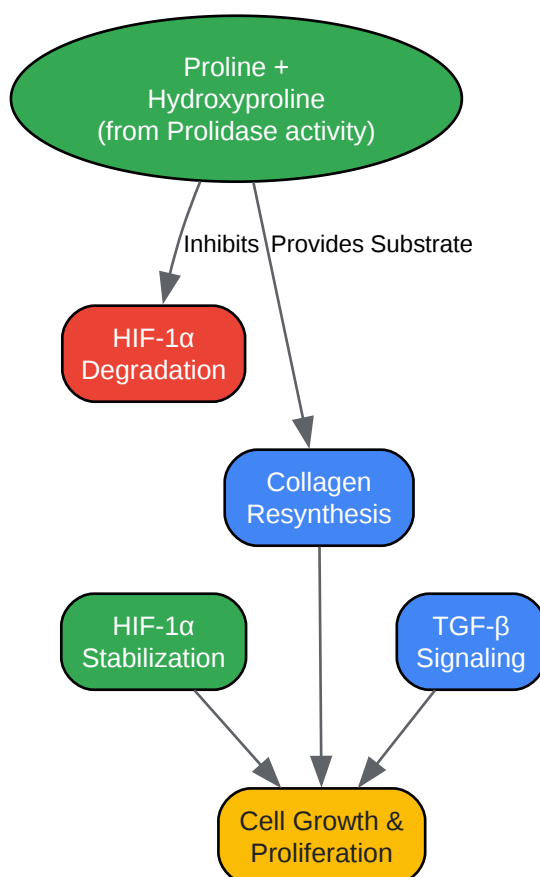 Proline +
Hydroxyproline
(from Prolidase activity)
Inhibits
Provides Substrate
HIF-1α
Degradation
Collagen
Resynthesis
HIF-1α
Stabilization
TGF-β
Signaling
Cell Growth &
Proliferation